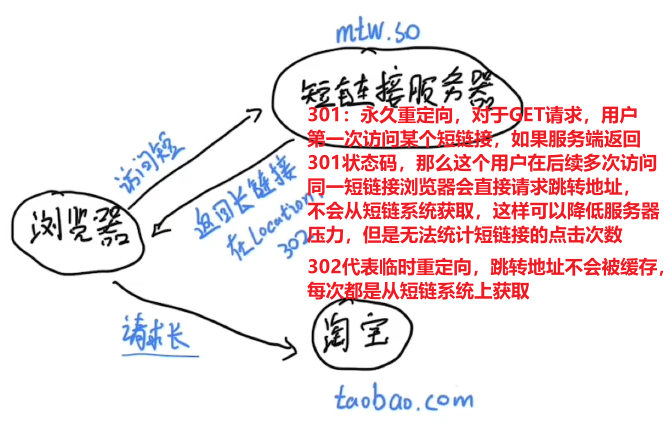 mtw.so
短链接服务器
301：永久重定向，对于GET请求，用户
第一次访问某个短链接，如果服务端返回
301状态码，那么这个用户在后续多次访问
同一短链接浏览器会直接请求跳转地址，
不会从短链系统获取，这样可以降低服务器
压力，但是无法统计短链接的点击次数
访问短
返回长链接
在Location
302
浏览器
302代表临时重定向，跳转地址不会被缓存，
每次都是从短链系统上获取
请求长
淘宝
taobao.com